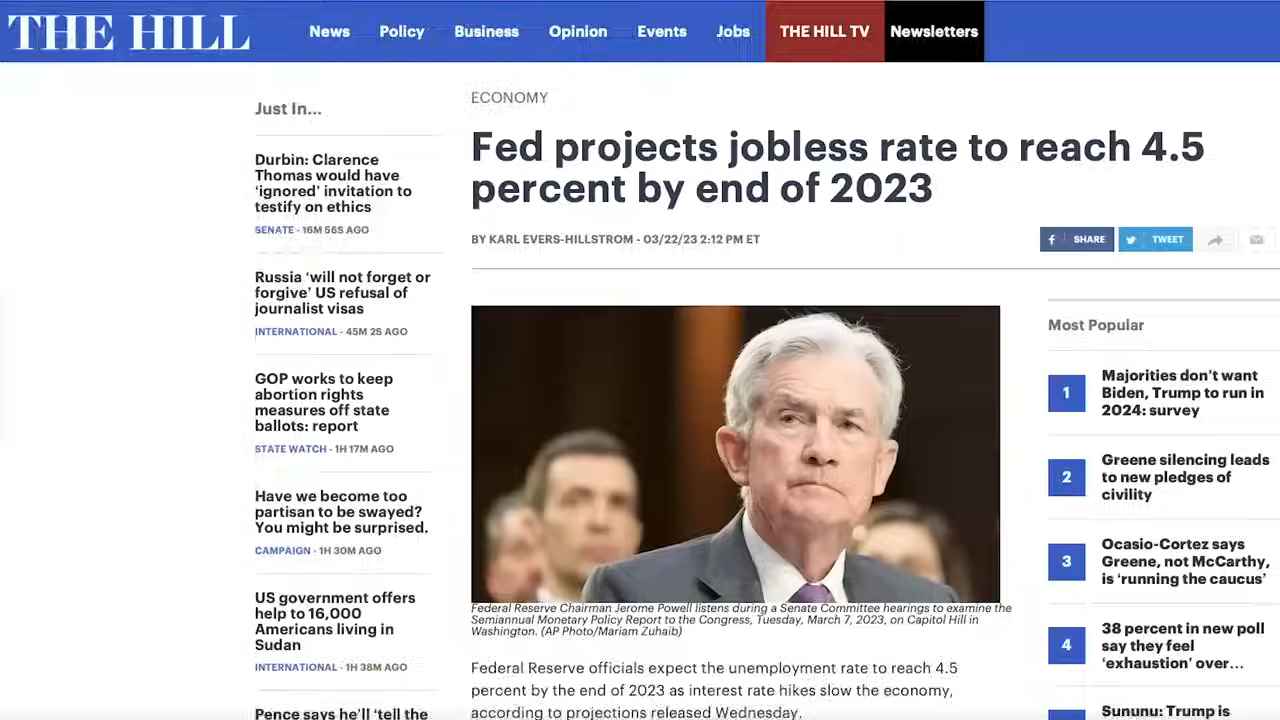 THE HILL
News Policy Business Opinion Events Jobs THE HILL TV Newsletters
Just In...
Durbin: Clarence
Thomas would have
‘ignored’ invitation to
testify on ethics
SENATE - 16M 56S AGO
Russia ‘will not forget or
forgive’ US refusal of
journalist visas
INTERNATIONAL - 45M 2S AGO
GOP works to keep
abortion rights
measures off state
ballots: report
STATE WATCH - 1H 17M AGO
Have we become too
partisan to be swayed?
You might be surprised.
CAMPAIGN - 1H 30M AGO
US government offers
help to 16,000
Americans living in
Sudan
INTERNATIONAL - 1H 38M AGO
Pence says he’ll ‘tell the
ECONOMY
Fed projects jobless rate to reach 4.5
percent by end of 2023
BY KARL EVERS-HILLSTROM - 03/22/23 2:12 PM ET
SHARE TWEET
Federal Reserve Chairman Jerome Powell listens during a Senate Committee hearings to examine the
Semiannual Monetary Policy Report to the Congress, Tuesday, March 7, 2023, on Capitol Hill in
Washington. (AP Photo/Mariam Zuhaib)
Federal Reserve officials expect the unemployment rate to reach 4.5
percent by the end of 2023 as interest rate hikes slow the economy,
according to projections released Wednesday.
Most Popular
1
Majorities don’t want
Biden, Trump to run in
2024: survey
2
Greene silencing leads
to new pledges of
civility
3
Ocasio-Cortez says
Greene, not McCarthy,
is ‘running the caucus’
4
38 percent in new poll
say they feel
‘exhaustion’ over...
Sununu: Trump is